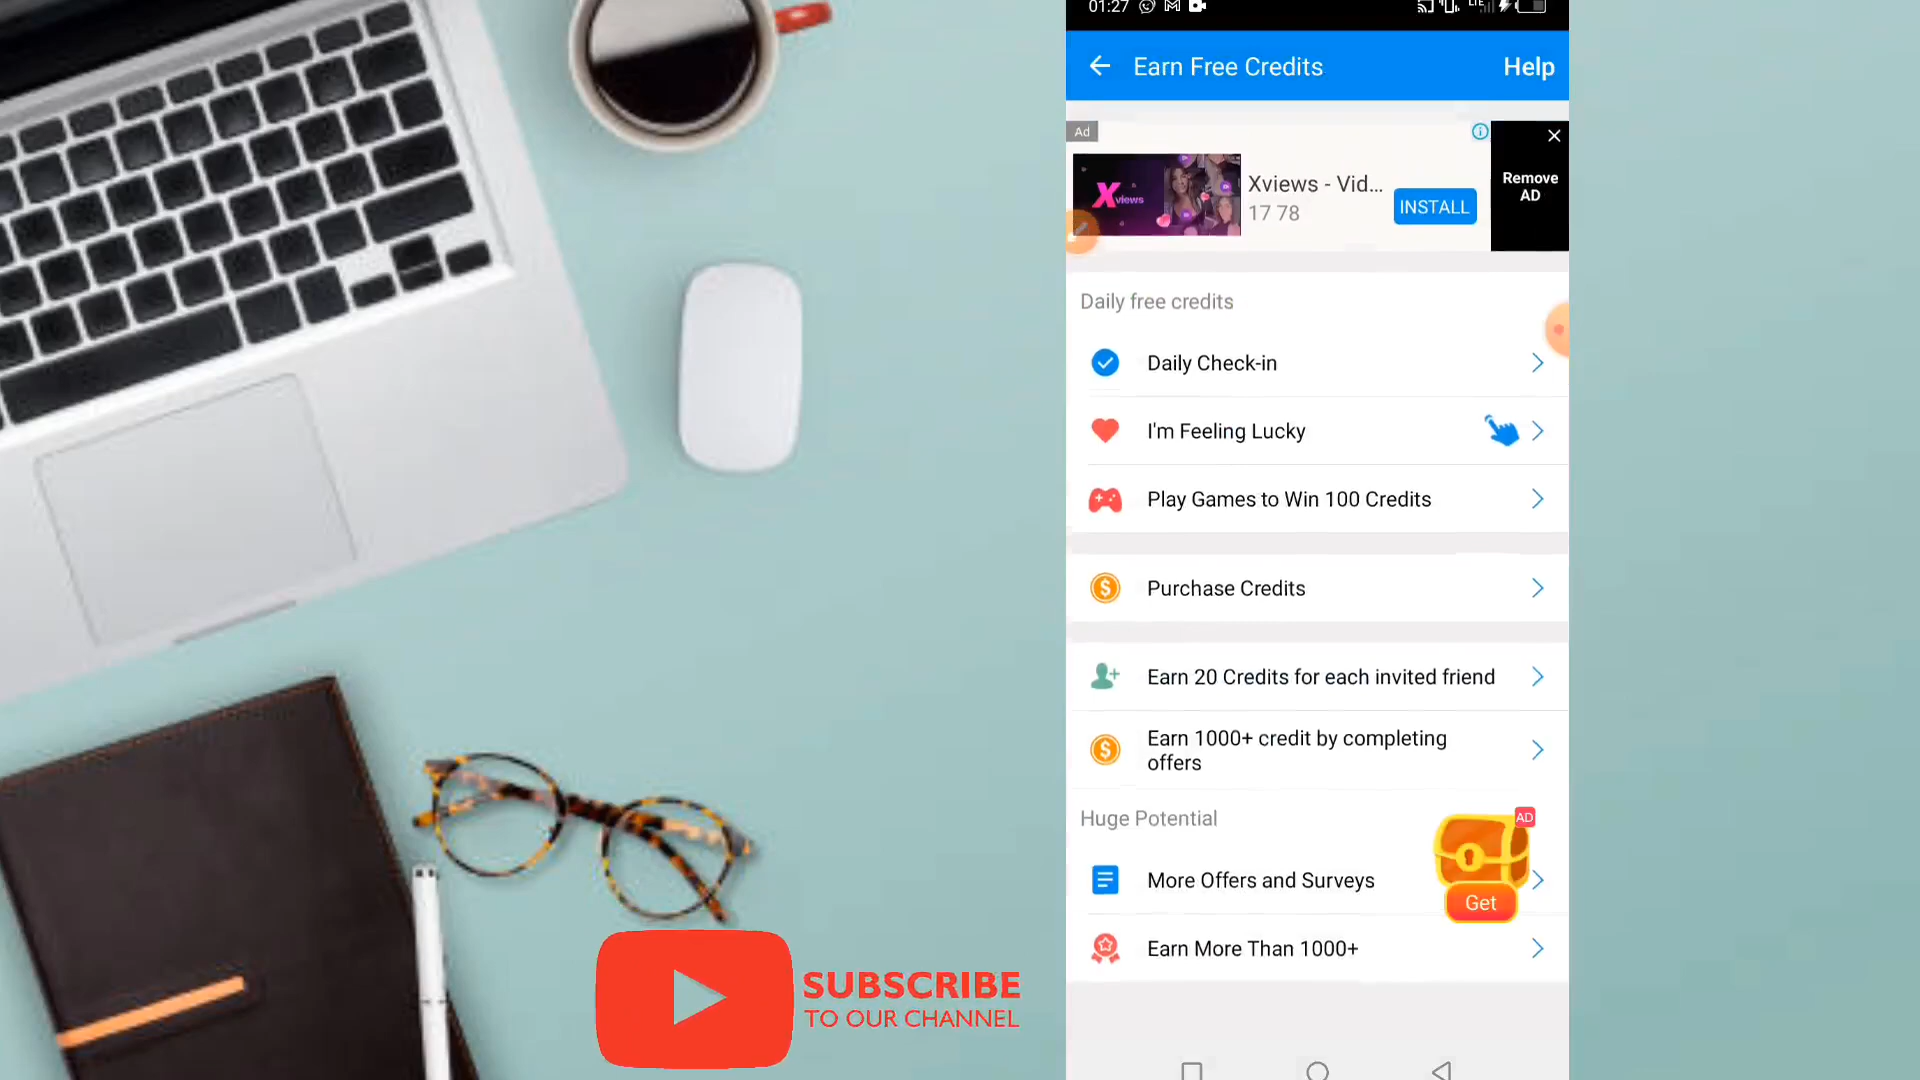 01:27
LTE
Earn Free Credits
Help
Ad
X views
Xviews - Vid...
17 78
INSTALL
Remove
AD
Daily free credits
Daily Check-in
I'm Feeling Lucky
Play Games to Win 100 Credits
Purchase Credits
Earn 20 Credits for each invited friend
Earn 1000+ credit by completing
offers
Huge Potential
AD
More Offers and Surveys
Get
Earn More Than 1000+
SUBSCRIBE
TO OUR CHANNEL